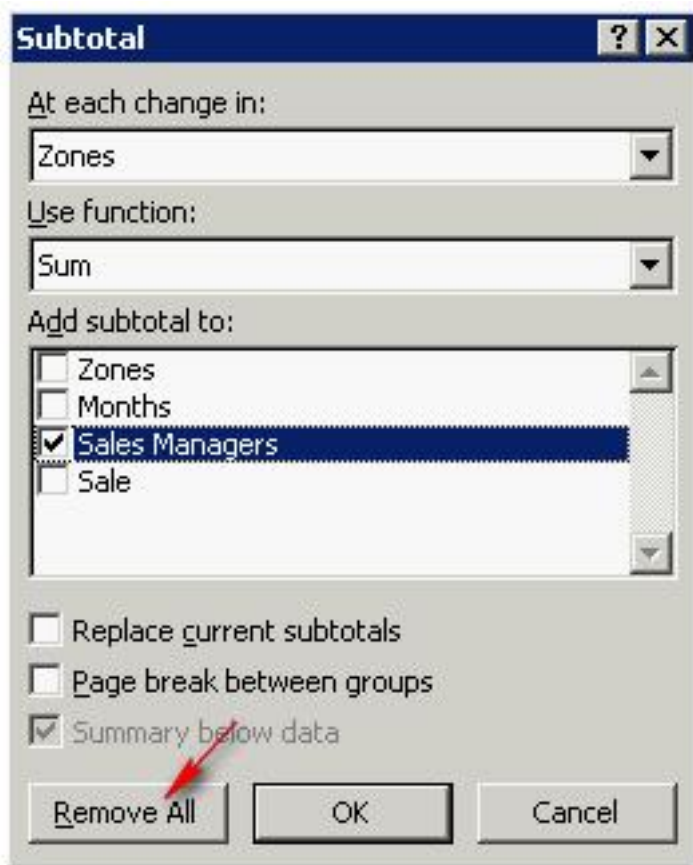 Subtotal
At each change in:
Zones
Use function:
Sum
Add subtotal to:
Zones
Months
Sales Managers
Sale
Replace current subtotals
Page break between groups
Summary below data
Remove All OK Cancel